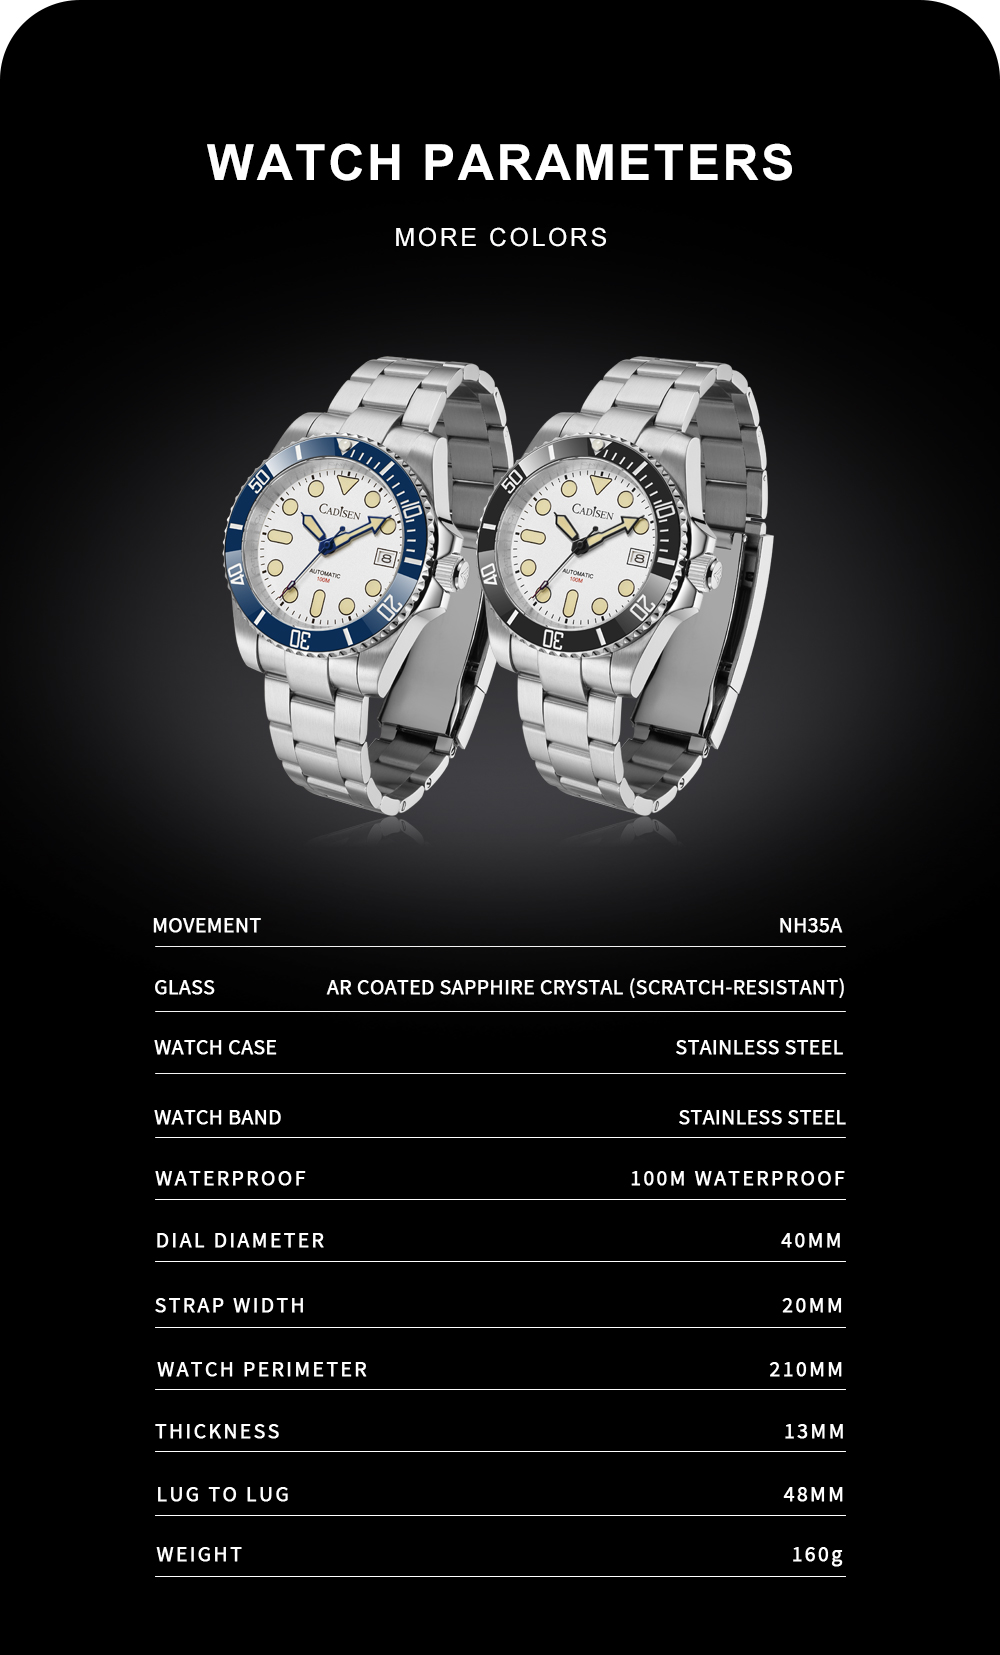 WATCH PARAMETERS
MORE COLORS
50
10
CADISEN
8
AUTOMATIC
100M
40
20
30
50
10
CADISEN
8
AUTOMATIC
100M
40
20
30
MOVEMENT NH35A
GLASS AR COATED SAPPHIRE CRYSTAL (SCRATCH-RESISTANT)
WATCH CASE STAINLESS STEEL
WATCH BAND STAINLESS STEEL
WATERPROOF 100M WATERPROOF
DIAL DIAMETER 40MM
STRAP WIDTH 20MM
WATCH PERIMETER 210MM
THICKNESS 13MM
LUG TO LUG 48MM
WEIGHT 160g